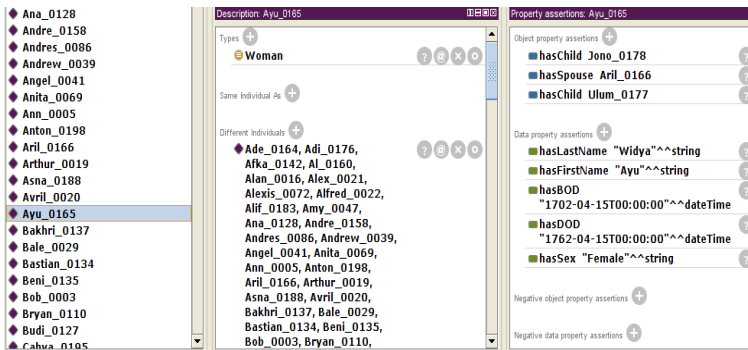 Ana_0128
Andre_0158
Andres_0086
Andrew_0039
Angel_0041
Anita_0069
Ann_0005
Anton_0198
Aril_0166
Arthur_0019
Asna_0188
Avril_0020
Ayu_0165
Bakhri_0137
Bale_0029
Bastian_0134
Beni_0135
Bob_0003
Bryan_0110
Budi_0127
Cahya_0195
Description: Ayu_0165
Types
Woman
Same Individual As
Different Individuals
Ade_0164, Adi_0176,
Afka_0142, Al_0160,
Alan_0016, Alex_0021,
Alexis_0072, Alfred_0022,
Alif_0183, Amy_0047,
Ana_0128, Andre_0158,
Andres_0086, Andrew_0039,
Angel_0041, Anita_0069,
Ann_0005, Anton_0198,
Aril_0166, Arthur_0019,
Asna_0188, Avril_0020,
Bakhri_0137, Bale_0029,
Bastian_0134, Beni_0135,
Bob_0003, Bryan_0110,
Property assertions: Ayu_0165
Object property assertions
hasChild Jono_0178
hasSpouse Aril_0166
hasChild Ulum_0177
Data property assertions
hasLastName "Widya"^^string
hasFirstName "Ayu"^^string
hasBOD
"1702-04-15T00:00:00"^^dateTime
hasDOD
"1762-04-15T00:00:00"^^dateTime
hasSex "Female"^^string
Negative object property assertions
Negative data property assertions